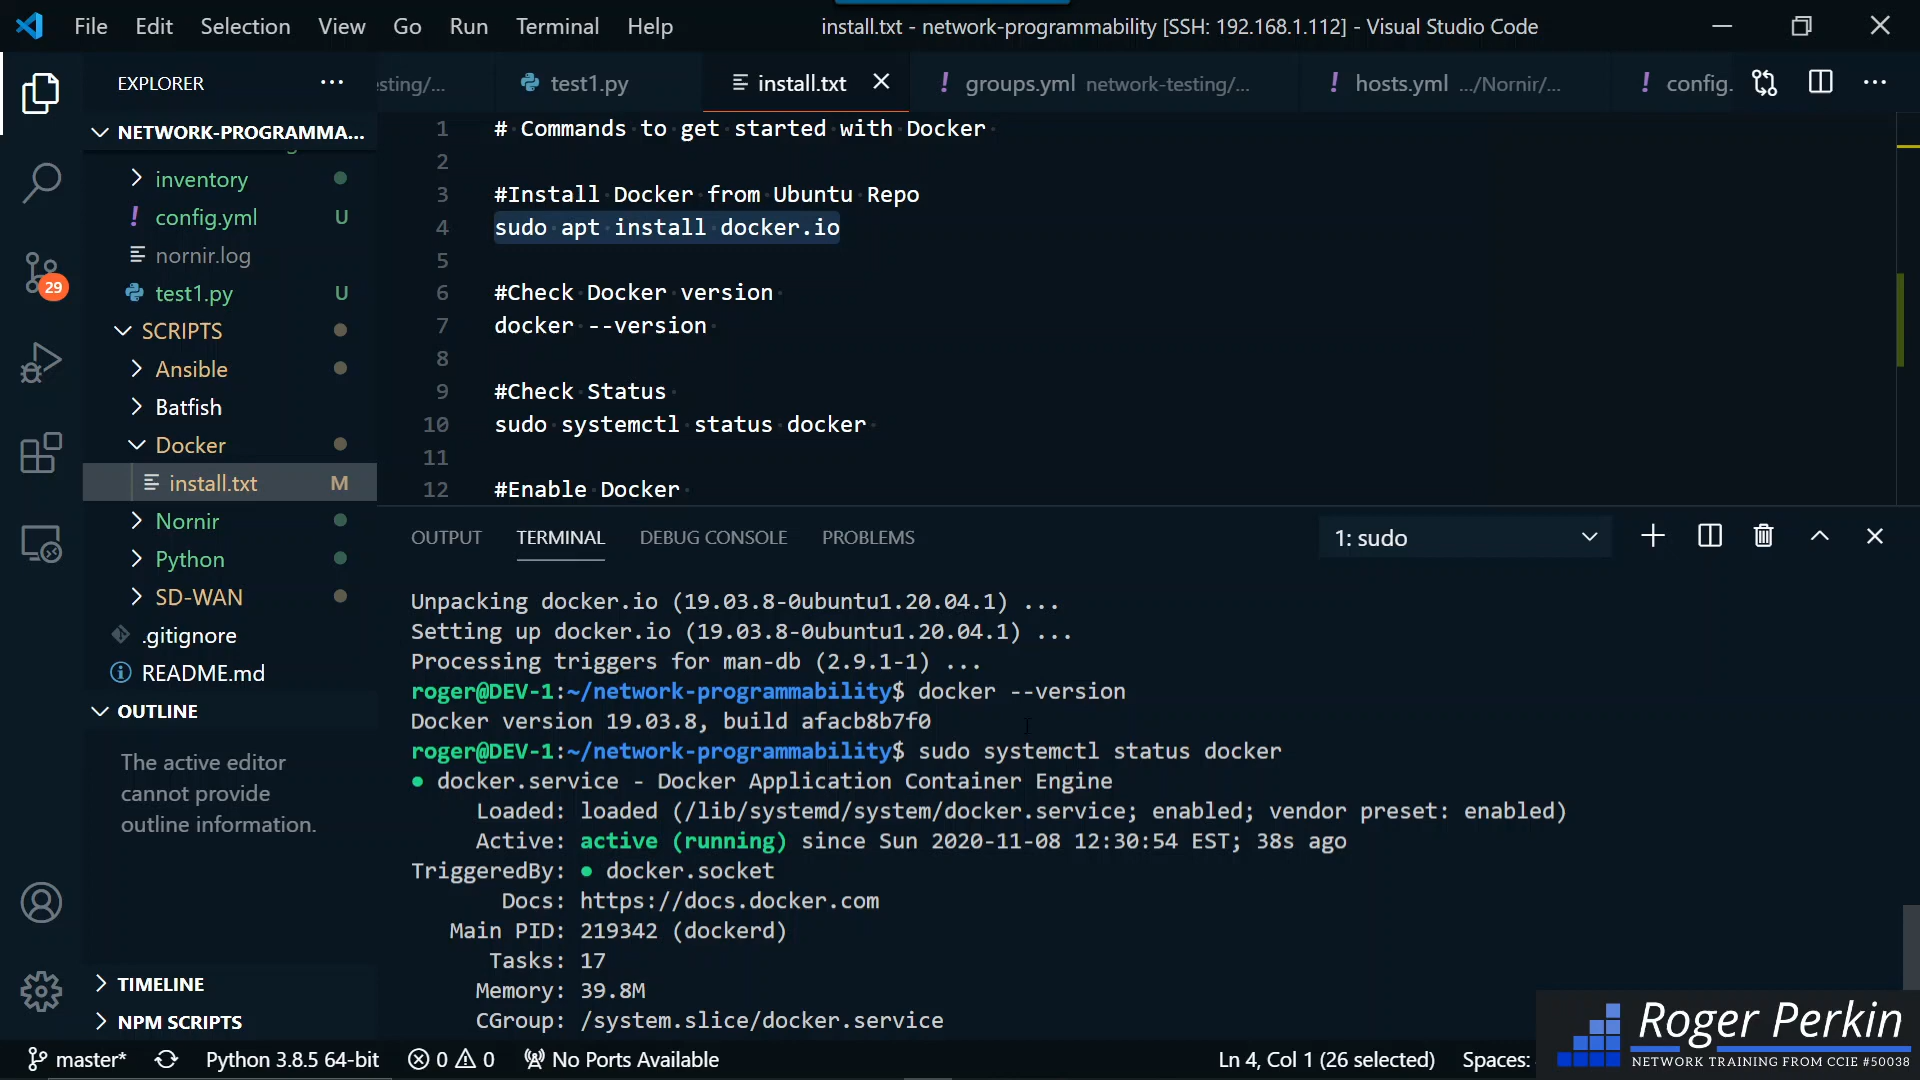 File Edit Selection View Go Run Terminal Help
install.txt - network-programmability [SSH: 192.168.1.112] - Visual Studio Code
EXPLORER ...
sting/...
test1.py
install.txt
! groups.yml network-testing/...
! hosts.yml .../Nornir/...
! config.
NETWORK-PROGRAMMA...
inventory
! config.yml U
nornir.log
test1.py U
SCRIPTS
Ansible
Batfish
Docker
install.txt M
Nornir
Python
SD-WAN
.gitignore
README.md
OUTLINE
The active editor
cannot provide
outline information.
TIMELINE
NPM SCRIPTS
29
1 # Commands to get started with Docker
2
3 #Install Docker from Ubuntu Repo
4 sudo apt install docker.io
5
6 #Check Docker version
7 docker --version
8
9 #Check Status
10 sudo systemctl status docker
11
12 #Enable Docker
OUTPUT TERMINAL DEBUG CONSOLE PROBLEMS
1: sudo
Unpacking docker.io (19.03.8-0ubuntu1.20.04.1) ...
Setting up docker.io (19.03.8-0ubuntu1.20.04.1) ...
Processing triggers for man-db (2.9.1-1) ...
roger@DEV-1:~/network-programmability$ docker --version
Docker version 19.03.8, build afacb8b7f0
roger@DEV-1:~/network-programmability$ sudo systemctl status docker
● docker.service - Docker Application Container Engine
Loaded: loaded (/lib/systemd/system/docker.service; enabled; vendor preset: enabled)
Active: active (running) since Sun 2020-11-08 12:30:54 EST; 38s ago
TriggeredBy: ● docker.socket
Docs: https://docs.docker.com
Main PID: 219342 (dockerd)
Tasks: 17
Memory: 39.8M
CGroup: /system.slice/docker.service
master* Python 3.8.5 64-bit 0 0 No Ports Available
Ln 4, Col 1 (26 selected) Spaces:
Roger Perkin
NETWORK TRAINING FROM CCIE #50038